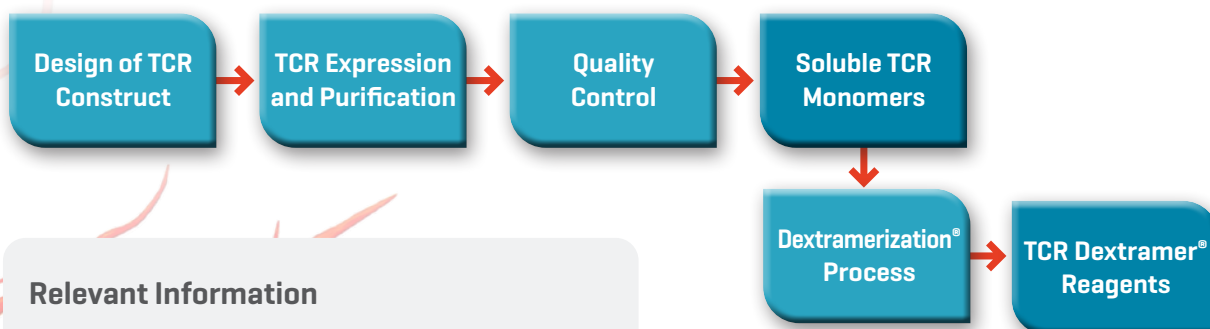 Design of TCR
Construct
TCR Expression
and Purification
Quality
Control
Soluble TCR
Monomers
Dextramerization®
Process
TCR Dextramer®
Reagents
Relevant Information